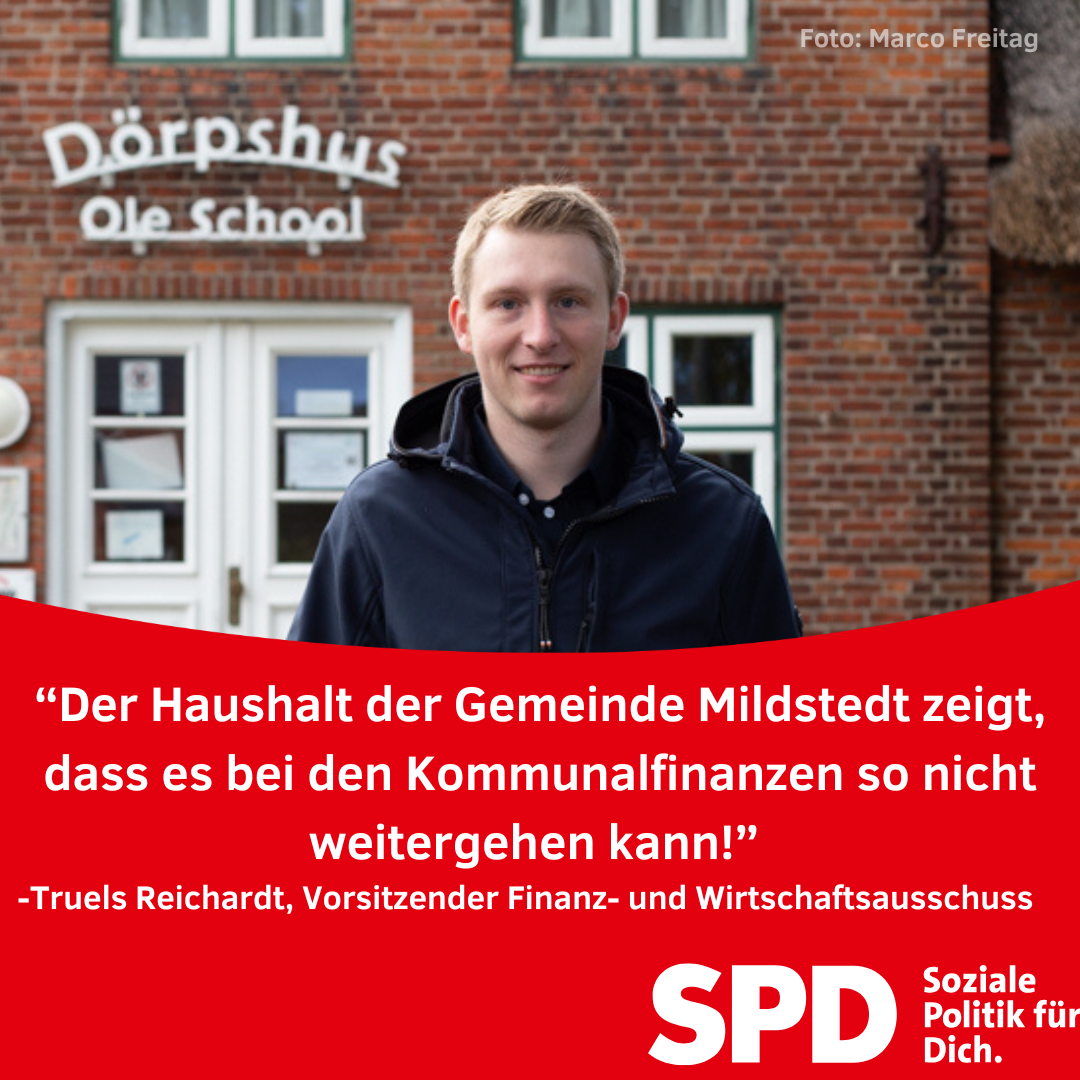 Foto: Marco Freitag
Dörpshus
Ole School
“Der Haushalt der Gemeinde Mildstedt zeigt,
dass es bei den Kommunalfinanzen so nicht
weitergehen kann!”
-Truels Reichardt, Vorsitzender Finanz- und Wirtschaftsausschuss
SPD
Soziale
Politik für
Dich.